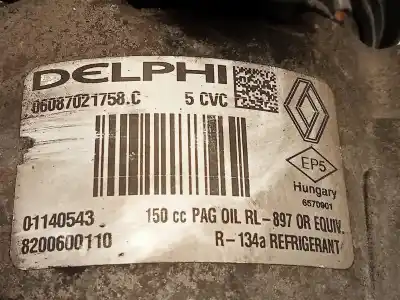 DELPHI
06087021758.C 5 CVC
EP5
Hungary
6570901
01140543 150 cc PAG OIL RL-897 OR EQUIV.
8200600110 R-134a REFRIGERANT